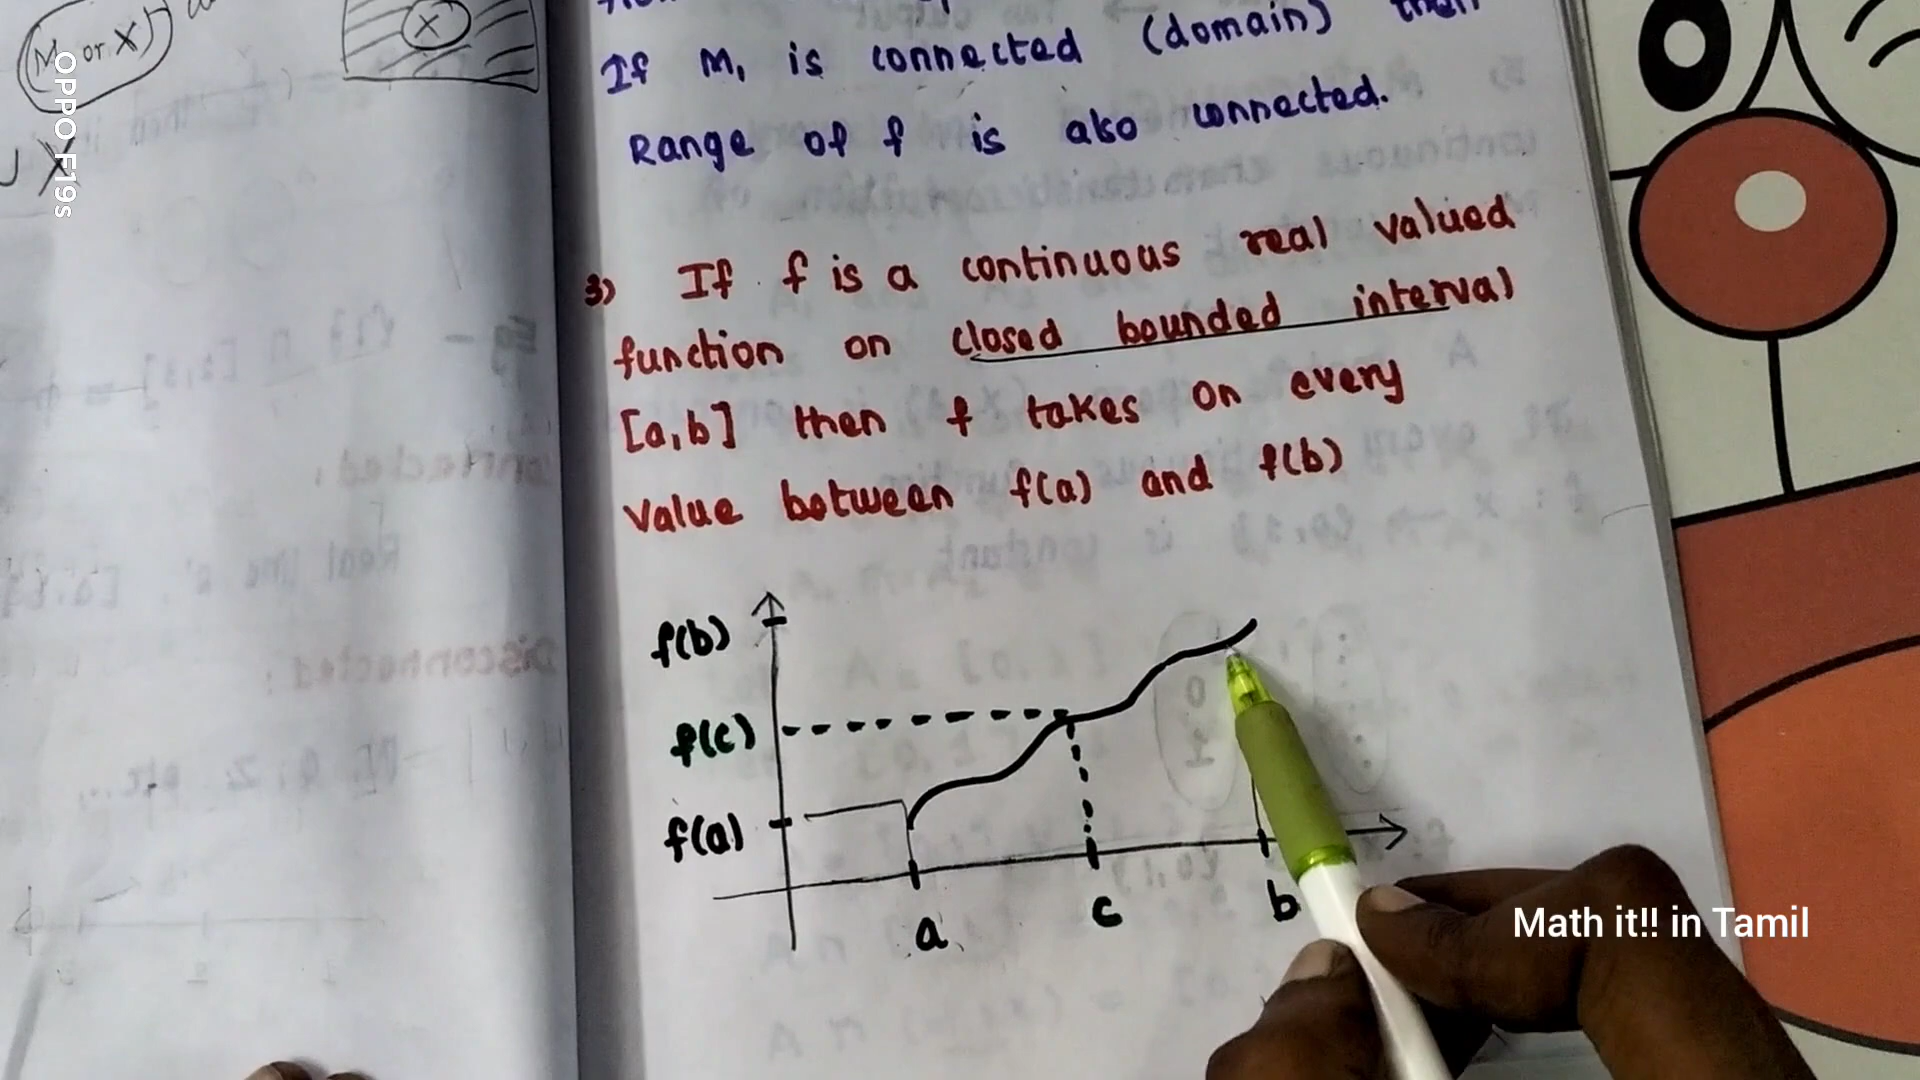 (M, or X)
X
X
OPPO F19s
If M, is connected (domain) then
Range of f is also connected.
3) If f is a continuous real valued
function on closed bounded interval
[a,b] then f takes on every
value between f(a) and f(b)
f(b)
f(c)
f(a)
a
c
b
Math it!! in Tamil